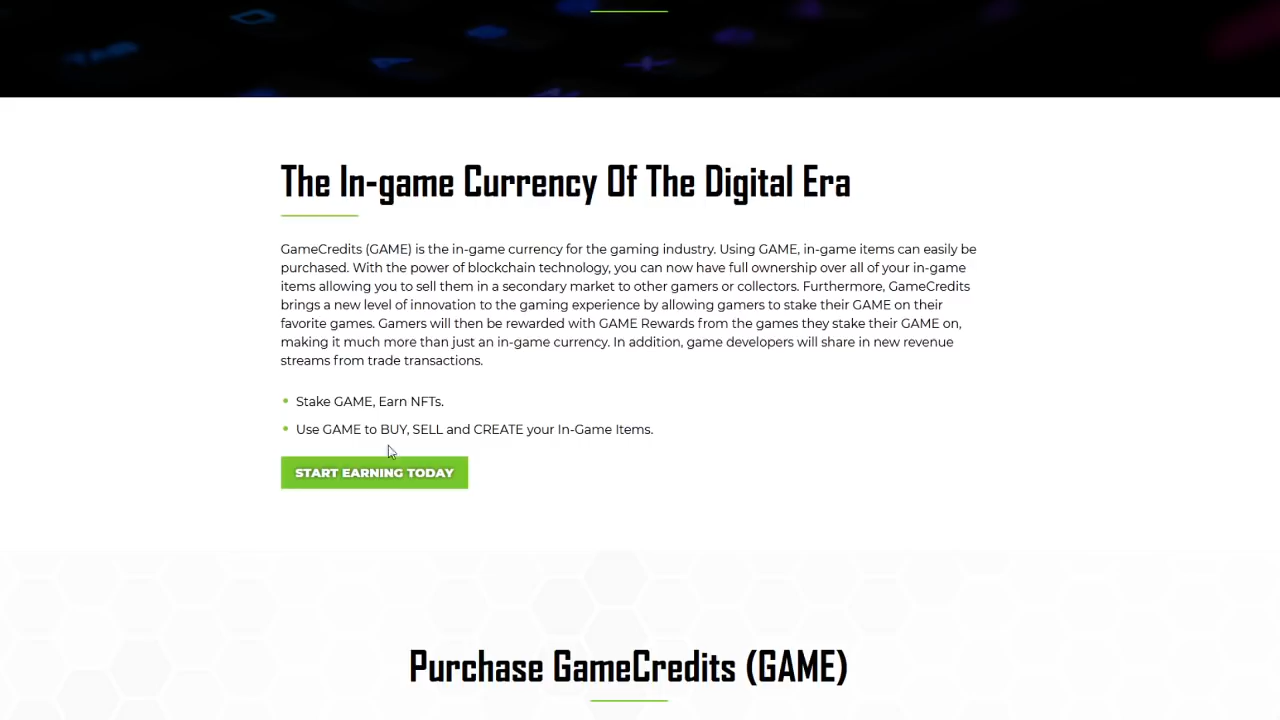 The In-game Currency Of The Digital Era
GameCredits (GAME) is the in-game currency for the gaming industry. Using GAME, in-game items can easily be
purchased. With the power of blockchain technology, you can now have full ownership over all of your in-game
items allowing you to sell them in a secondary market to other gamers or collectors. Furthermore, GameCredits
brings a new level of innovation to the gaming experience by allowing gamers to stake their GAME on their
favorite games. Gamers will then be rewarded with GAME Rewards from the games they stake their GAME on,
making it much more than just an in-game currency. In addition, game developers will share in new revenue
streams from trade transactions.
Stake GAME, Earn NFTs.
Use GAME to BUY, SELL and CREATE your In-Game Items.
START EARNING TODAY
Purchase GameCredits (GAME)